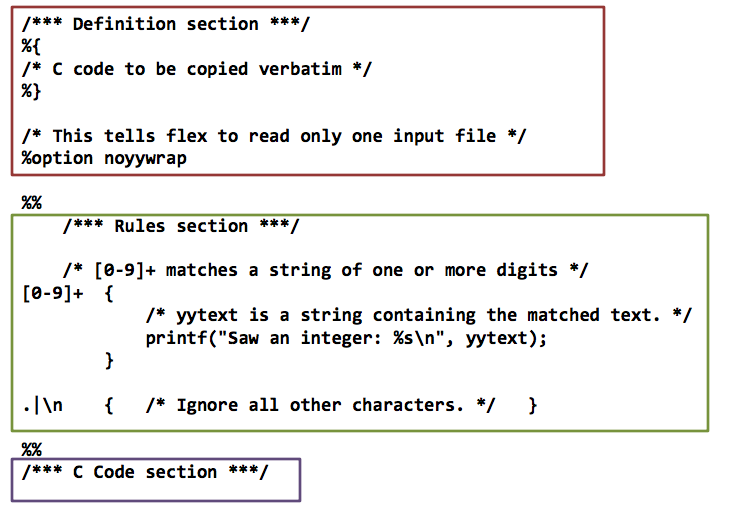 /*** Definition section ***/
%{
/* C code to be copied verbatim */
%}
/* This tells flex to read only one input file */
%option noyywrap
%%
/*** Rules section ***/
/* [0-9]+ matches a string of one or more digits */
[0-9]+ {
/* yytext is a string containing the matched text. */
printf("Saw an integer: %s\n", yytext);
}
.|\n { /* Ignore all other characters. */ }
%%
/*** C Code section ***/